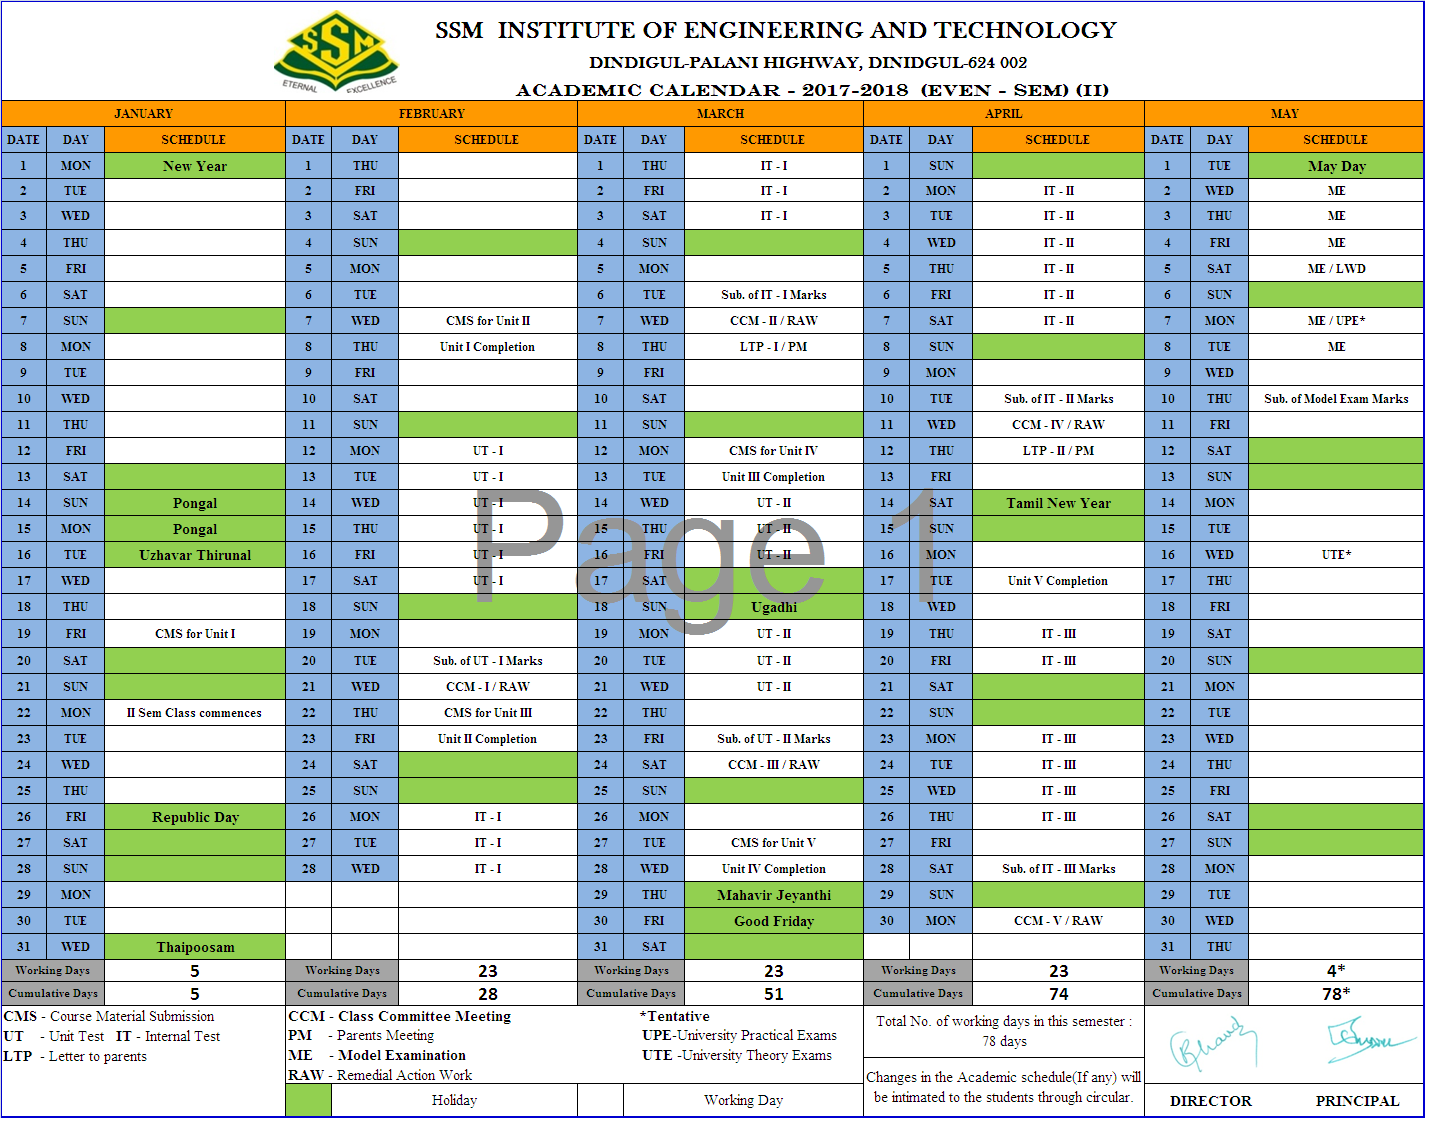 SSM
ETERNAL EXCELLENCE
SSM INSTITUTE OF ENGINEERING AND TECHNOLOGY
DINDIGUL-PALANI HIGHWAY, DINIDGUL-624 002
ACADEMIC CALENDAR - 2017-2018 (EVEN - SEM) (II)
JANUARY FEBRUARY MARCH APRIL MAY
DATE DAY SCHEDULE DATE DAY SCHEDULE DATE DAY SCHEDULE DATE DAY SCHEDULE DATE DAY SCHEDULE
1 MON New Year 1 THU 1 THU IT - I 1 SUN 1 TUE May Day
2 TUE 2 FRI 2 FRI IT - I 2 MON IT - II 2 WED ME
3 WED 3 SAT 3 SAT IT - I 3 TUE IT - II 3 THU ME
4 THU 4 SUN 4 SUN 4 WED IT - II 4 FRI ME
5 FRI 5 MON 5 MON 5 THU IT - II 5 SAT ME / LWD
6 SAT 6 TUE 6 TUE Sub. of IT - I Marks 6 FRI IT - II 6 SUN
7 SUN 7 WED CMS for Unit II 7 WED CCM - II / RAW 7 SAT IT - II 7 MON ME / UPE*
8 MON 8 THU Unit I Completion 8 THU LTP - I / PM 8 SUN 8 TUE ME
9 TUE 9 FRI 9 FRI 9 MON 9 WED
10 WED 10 SAT 10 SAT 10 TUE Sub. of IT - II Marks 10 THU Sub. of Model Exam Marks
11 THU 11 SUN 11 SUN 11 WED CCM - IV / RAW 11 FRI
12 FRI 12 MON UT - I 12 MON CMS for Unit IV 12 THU LTP - II / PM 12 SAT
13 SAT 13 TUE UT - I 13 TUE Unit III Completion 13 FRI 13 SUN
14 SUN Pongal 14 WED UT - I 14 WED UT - II 14 SAT Tamil New Year 14 MON
15 MON Pongal 15 THU UT - I 15 THU UT - II 15 SUN 15 TUE
16 TUE Uzhavar Thirunal 16 FRI UT - I 16 FRI UT - II 16 MON 16 WED UTE*
Page 1
17 WED 17 SAT UT - I 17 SAT 17 TUE Unit V Completion 17 THU
18 THU 18 SUN 18 SUN Ugadhi 18 WED 18 FRI
19 FRI CMS for Unit I 19 MON 19 MON UT - II 19 THU IT - III 19 SAT
20 SAT 20 TUE Sub. of UT - I Marks 20 TUE UT - II 20 FRI IT - III 20 SUN
21 SUN 21 WED CCM - I / RAW 21 WED UT - II 21 SAT 21 MON
22 MON II Sem Class commences 22 THU CMS for Unit III 22 THU 22 SUN 22 TUE
23 TUE 23 FRI Unit II Completion 23 FRI Sub. of UT - II Marks 23 MON IT - III 23 WED
24 WED 24 SAT 24 SAT CCM - III / RAW 24 TUE IT - III 24 THU
25 THU 25 SUN 25 SUN 25 WED IT - III 25 FRI
26 FRI Republic Day 26 MON IT - I 26 MON 26 THU IT - III 26 SAT
27 SAT 27 TUE IT - I 27 TUE CMS for Unit V 27 FRI 27 SUN
28 SUN 28 WED IT - I 28 WED Unit IV Completion 28 SAT Sub. of IT - III Marks 28 MON
29 MON 29 THU Mahavir Jeyanthi 29 SUN 29 TUE
30 TUE 30 FRI Good Friday 30 MON CCM - V / RAW 30 WED
31 WED Thaipoosam 31 SAT 31 THU
Working Days 5 Working Days 23 Working Days 23 Working Days 23 Working Days 4*
Cumulative Days 5 Cumulative Days 28 Cumulative Days 51 Cumulative Days 74 Cumulative Days 78*
CMS - Course Material Submission
UT - Unit Test IT - Internal Test
LTP - Letter to parents
CCM - Class Committee Meeting
PM - Parents Meeting
ME - Model Examination
RAW - Remedial Action Work
*Tentative
UPE-University Practical Exams
UTE -University Theory Exams
Holiday
Working Day
Total No. of working days in this semester :
78 days
Changes in the Academic schedule(If any) will
be intimated to the students through circular.
DIRECTOR PRINCIPAL